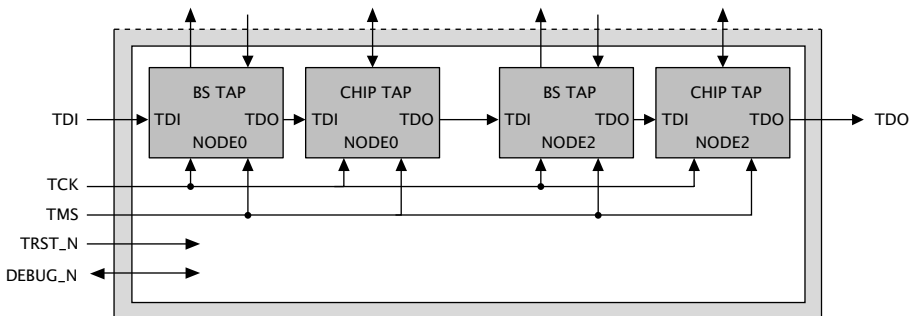 BS TAP CHIP TAP BS TAP CHIP TAP
TDI TDI TDO TDI TDO TDI TDO TDI TDO TDO
NODE0 NODE0 NODE2 NODE2
TCK
TMS
TRST_N
DEBUG_N